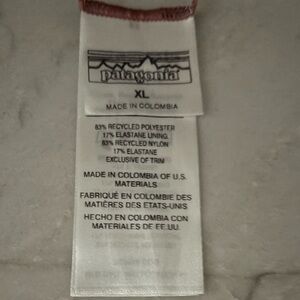 patagonia
XL
MADE IN COLOMBIA
83% RECYCLED POLYESTER
17% ELASTANE LINING
83% RECYCLED NYLON
17% ELASTANE
EXCLUSIVE OF TRIM
MADE IN COLOMBIA OF U.S.
MATERIALS
FABRIQUÉ EN COLOMBIE DES
MATIÈRES DES ETATS-UNIS
HECHO EN COLOMBIA CON
MATERIALES DE EE.UU.